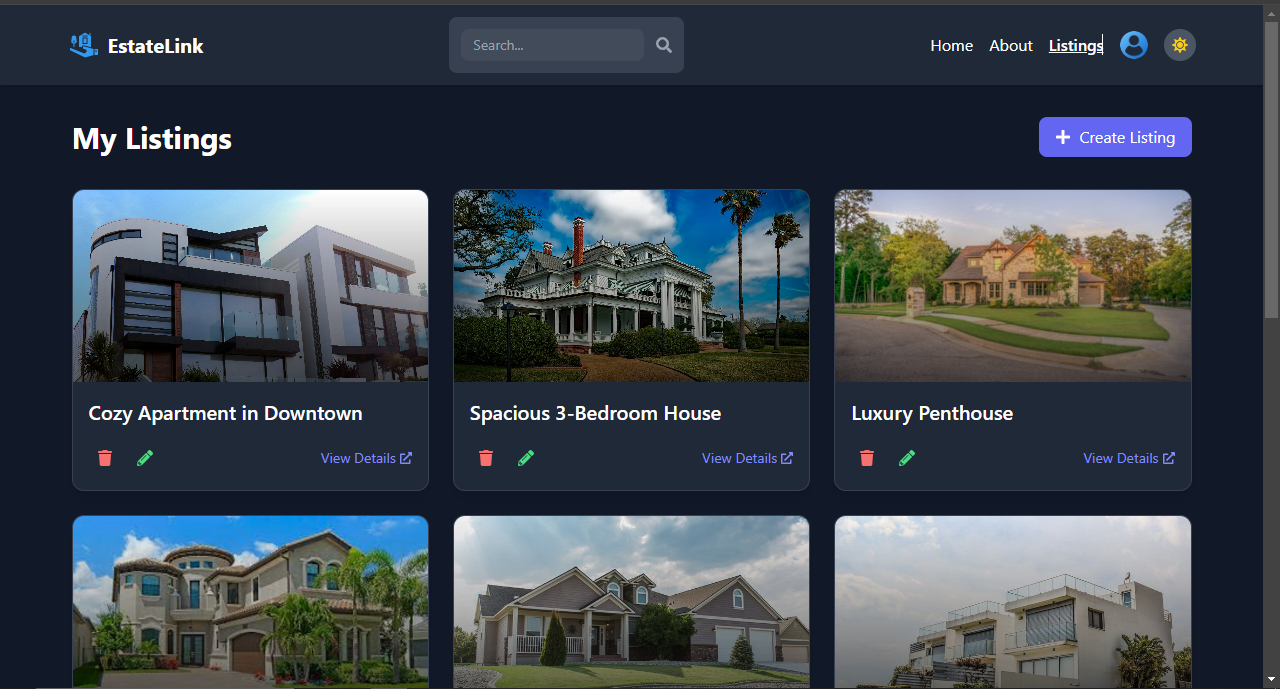 EstateLink
Search...
Home About Listings
My Listings
Create Listing
Cozy Apartment in Downtown
View Details
Spacious 3-Bedroom House
View Details
Luxury Penthouse
View Details